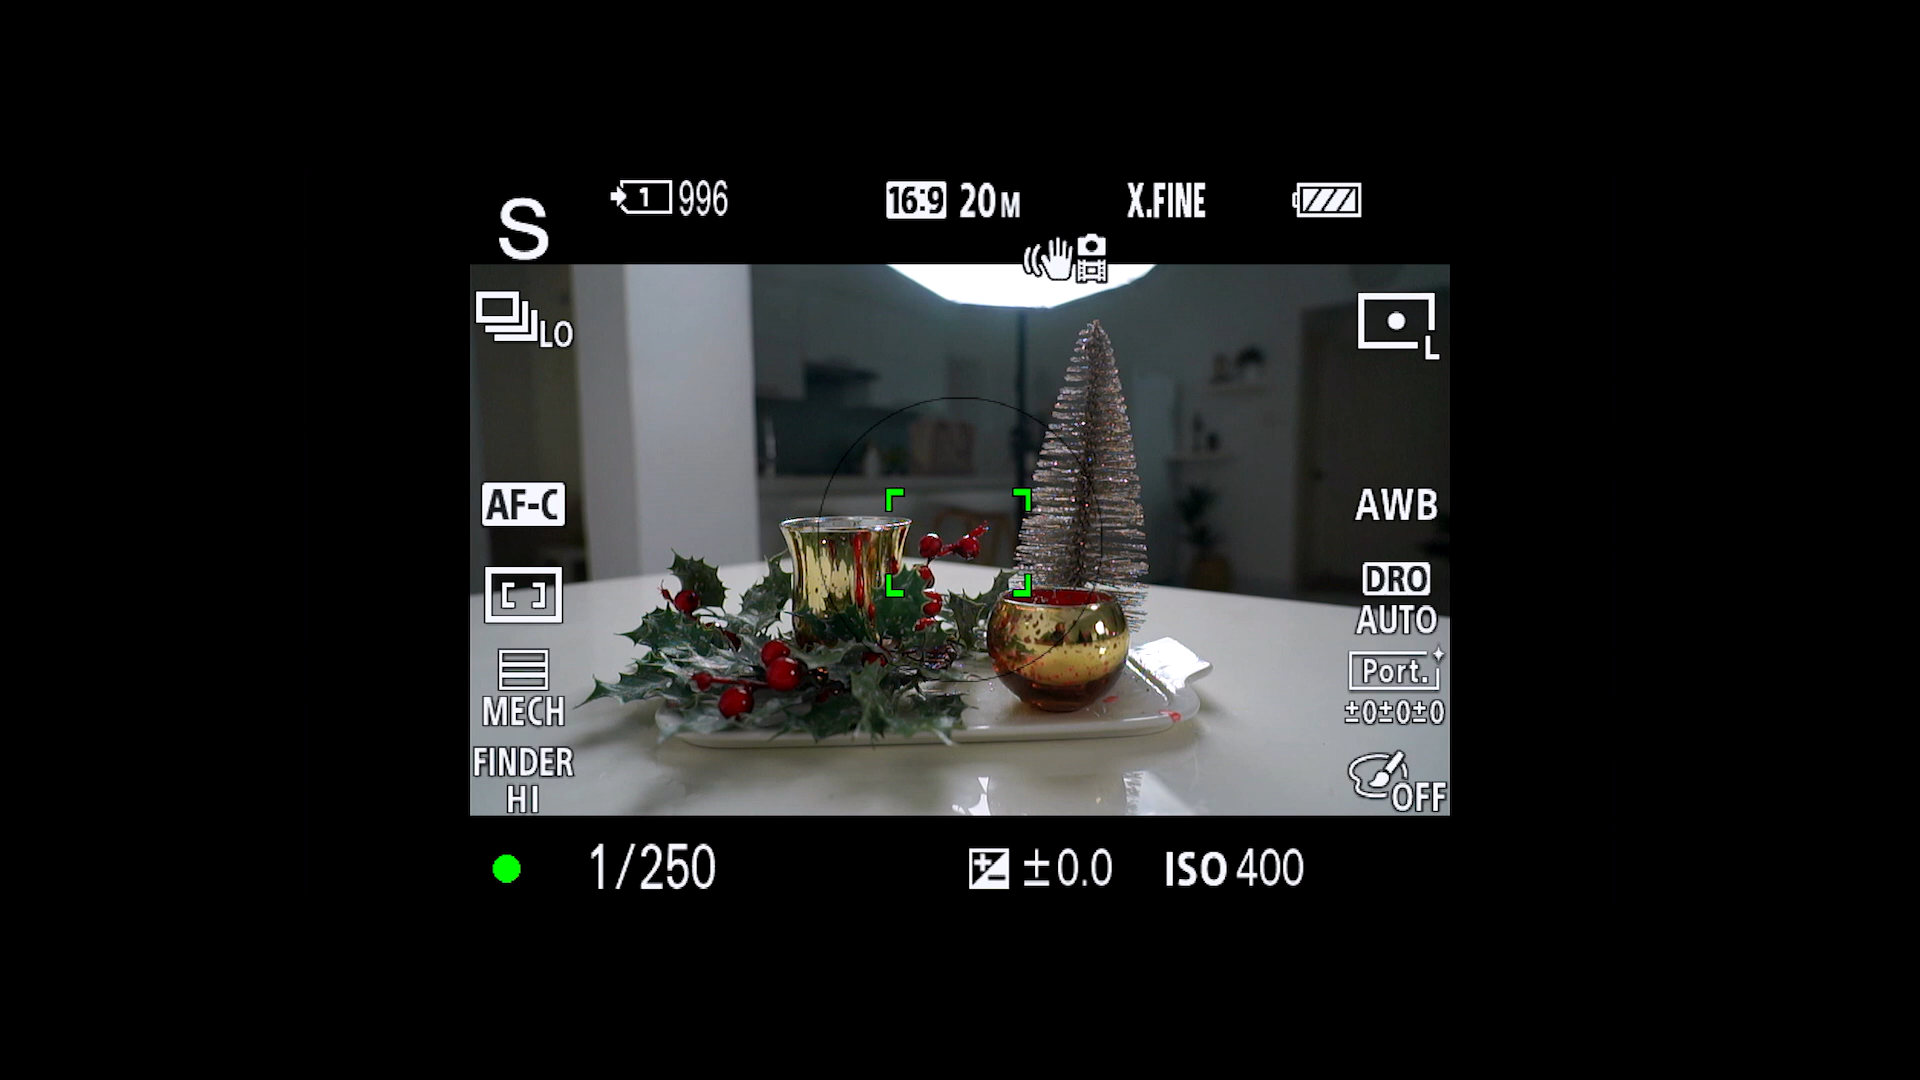 S
1 996
16:9 20M
X.FINE
LO
L
AF-C
AWB
DRO
AUTO
MECH
Port.
±0±0±0
FINDER
HI
OFF
1/250
±0.0
ISO 400